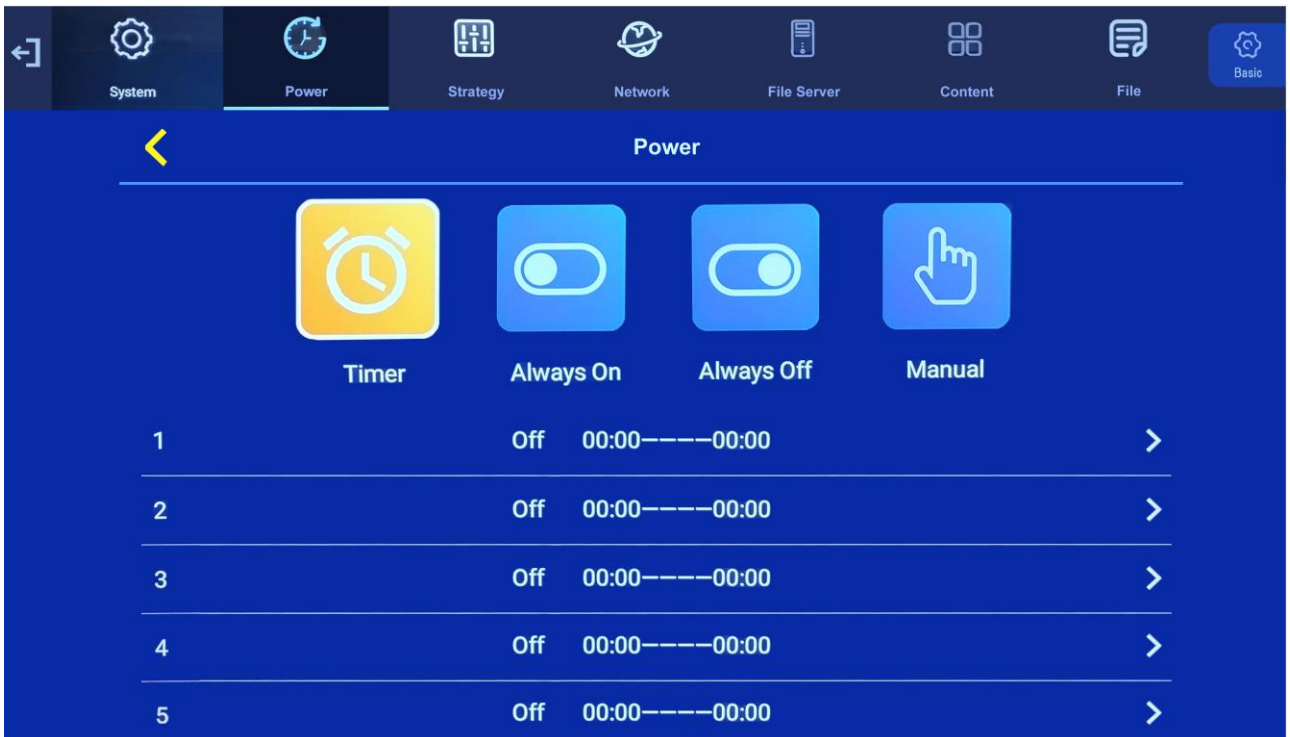 System Power Strategy Network File Server Content File Basic
Power
Timer Always On Always Off Manual
1 Off 00:00————00:00
2 Off 00:00————00:00
3 Off 00:00————00:00
4 Off 00:00————00:00
5 Off 00:00————00:00